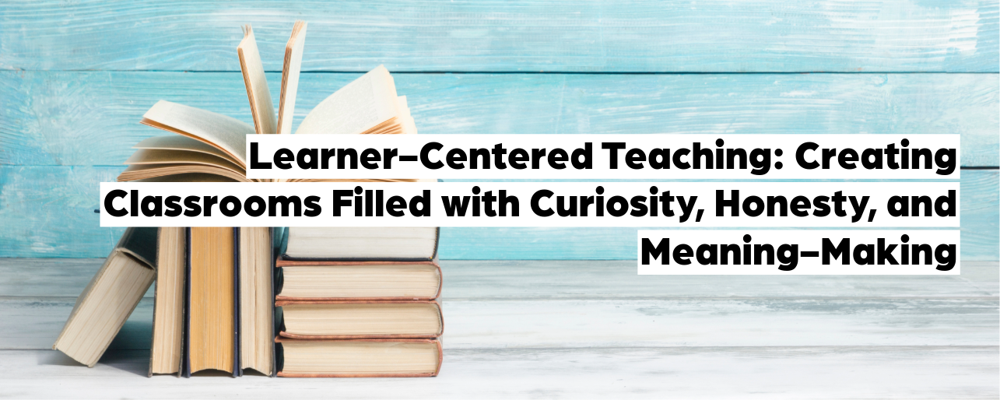 Learner–Centered Teaching: Creating
Classrooms Filled with Curiosity, Honesty, and
Meaning–Making